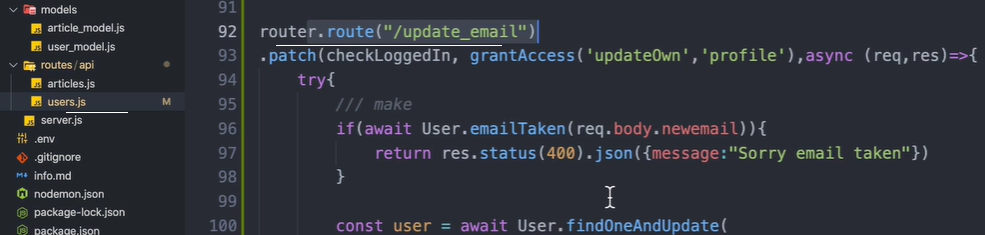 models
article_model.js
user_model.js
routes/api
articles.js
users.js M
server.js
.env
.gitignore
info.md
nodemon.json
package-lock.json
package.json
91
92 router.route("/update_email")
93 .patch(checkLoggedIn, grantAccess('updateOwn','profile'),async (req,res)=>{
94 try{
95 /// make
96 if(await User.emailTaken(req.body.newemail)){
97 return res.status(400).json({message:"Sorry email taken"})
98 }
99
100 const user = await User.findOneAndUpdate(